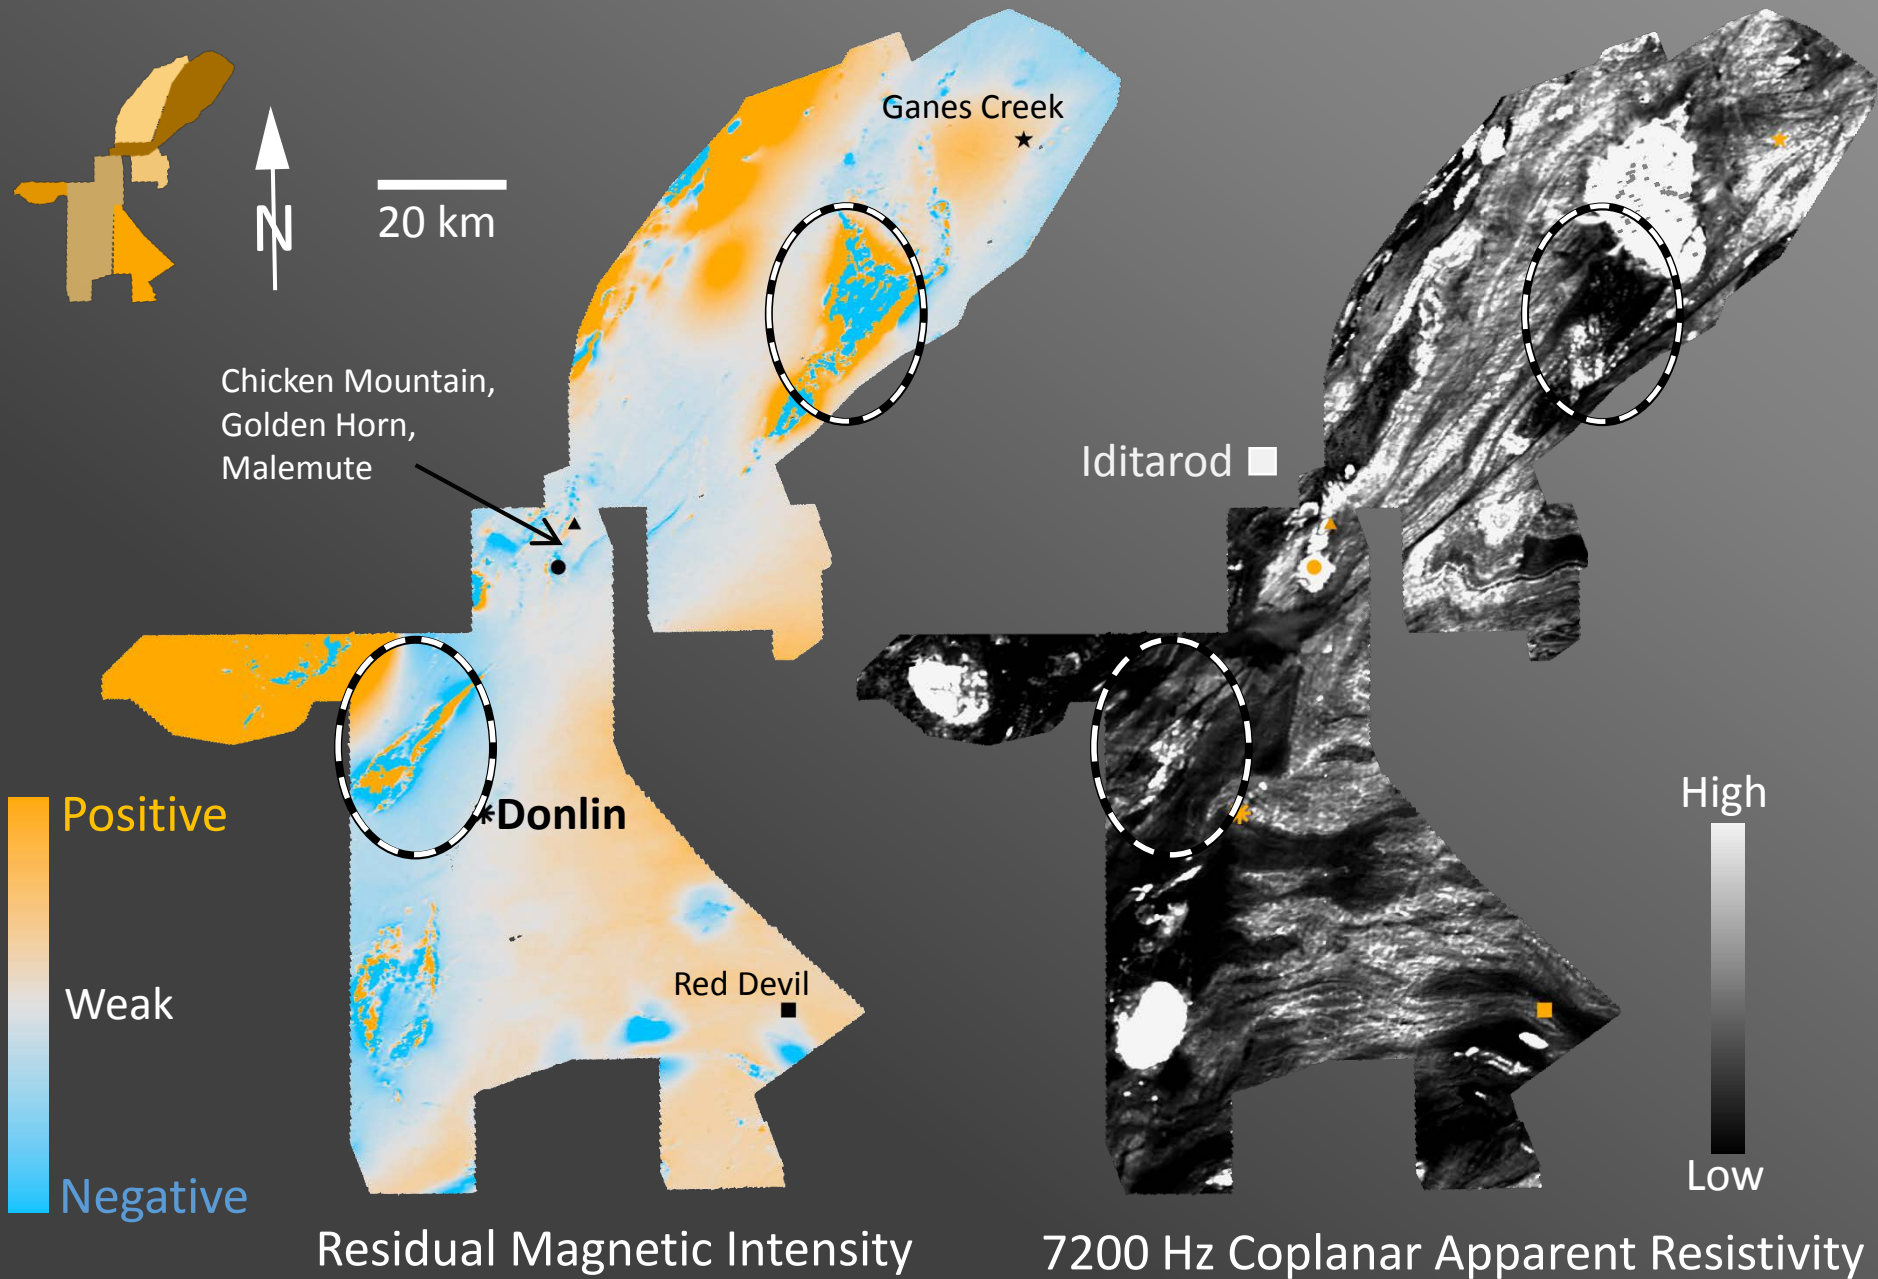 Ganes Creek
N
20 km
Chicken Mountain,
Golden Horn,
Malemute
Iditarod
Donlin
Positive
Weak
Negative
Red Devil
High
Low
Residual Magnetic Intensity
7200 Hz Coplanar Apparent Resistivity